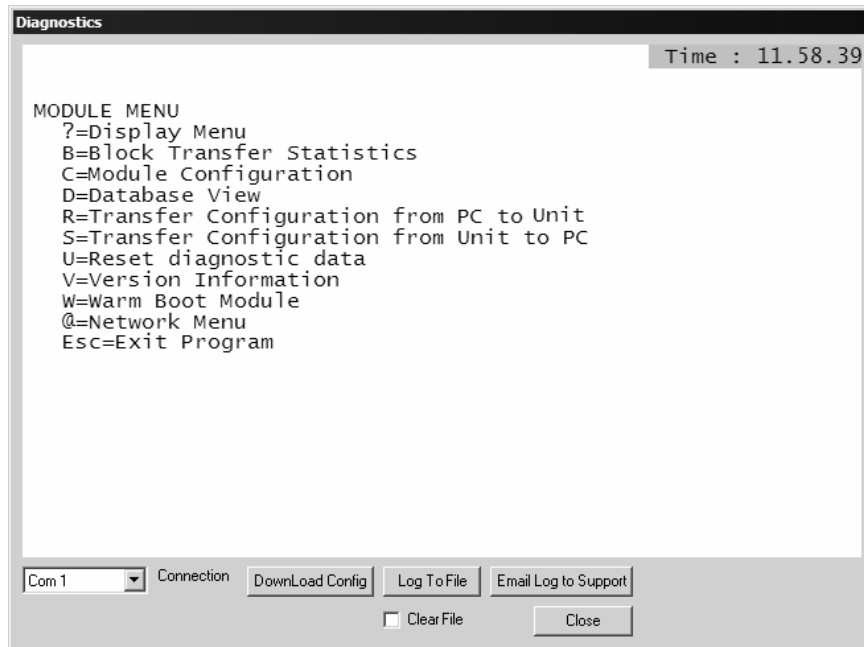 Diagnostics
Time : 11.58.39
MODULE MENU
?=Display Menu
B=Block Transfer Statistics
C=Module Configuration
D=Database View
R=Transfer Configuration from PC to Unit
S=Transfer Configuration from Unit to PC
U=Reset diagnostic data
V=Version Information
W=Warm Boot Module
@=Network Menu
Esc=Exit Program
Com 1 Connection DownLoad Config Log To File Email Log to Support
Clear File Close